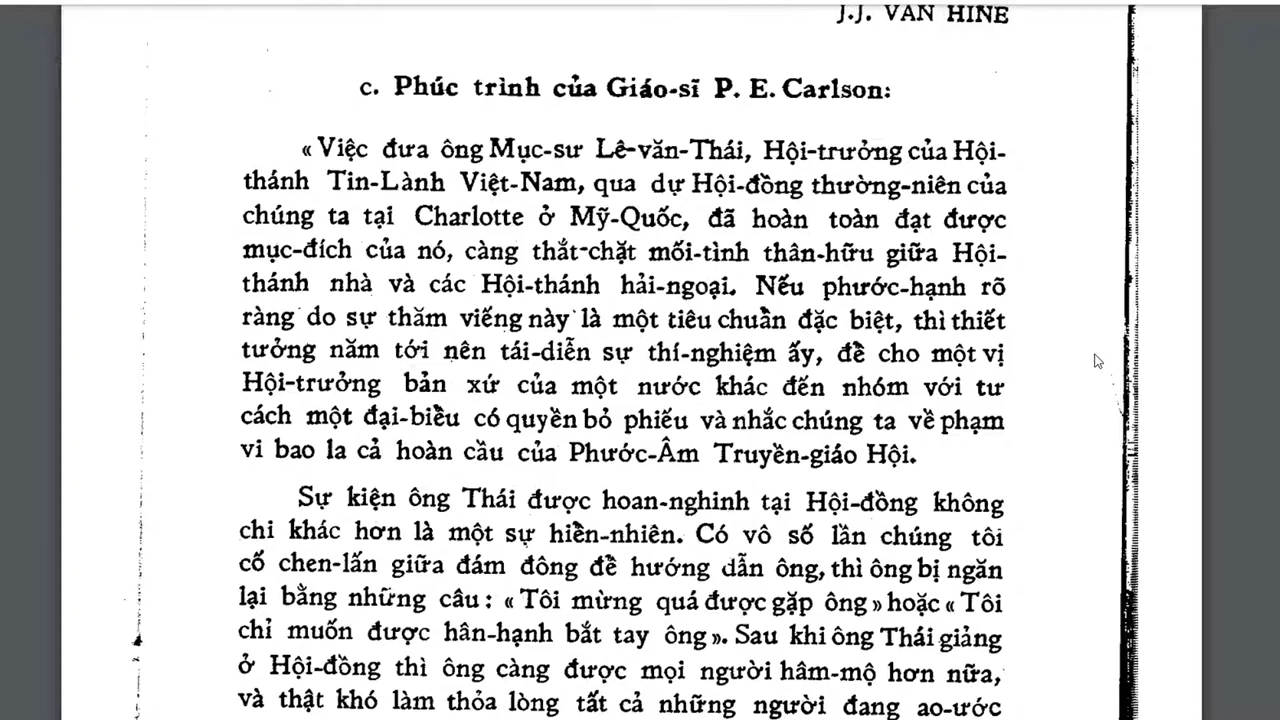 J.J. VAN HINE
c. Phúc trình của Giáo-sĩ P. E. Carlson:
« Việc đưa ông Mục-sư Lê-văn-Thái, Hội-trưởng của Hội-
thánh Tin-Lành Việt-Nam, qua dự Hội-đồng thường-niên của
chúng ta tại Charlotte ở Mỹ-Quốc, đã hoàn toàn đạt được
mục-đích của nó, càng thắt-chặt mối-tình thân-hữu giữa Hội-
thánh nhà và các Hội-thánh hải-ngoại. Nếu phước-hạnh rõ
ràng do sự thăm viếng này là một tiêu chuẩn đặc biệt, thì thiết
tưởng năm tới nên tái-diễn sự thí-nghiệm ấy, để cho một vị
Hội-trưởng bản xứ của một nước khác đến nhóm với tư
cách một đại-biểu có quyền bỏ phiếu và nhắc chúng ta về phạm
vi bao la cả hoàn cầu của Phước-Âm Truyền-giáo Hội.
Sự kiện ông Thái được hoan-nghinh tại Hội-đồng không
chi khác hơn là một sự hiển-nhiên. Có vô số lần chúng tôi
cố chen-lấn giữa đám đông để hướng dẫn ông, thì ông bị ngăn
lại bằng những câu : « Tôi mừng quá được gặp ông » hoặc « Tôi
chỉ muốn được hân-hạnh bắt tay ông ». Sau khi ông Thái giảng
ở Hội-đồng thì ông càng được mọi người hâm-mộ hơn nữa,
và thật khó làm thỏa lòng tất cả những người đang ao-ước